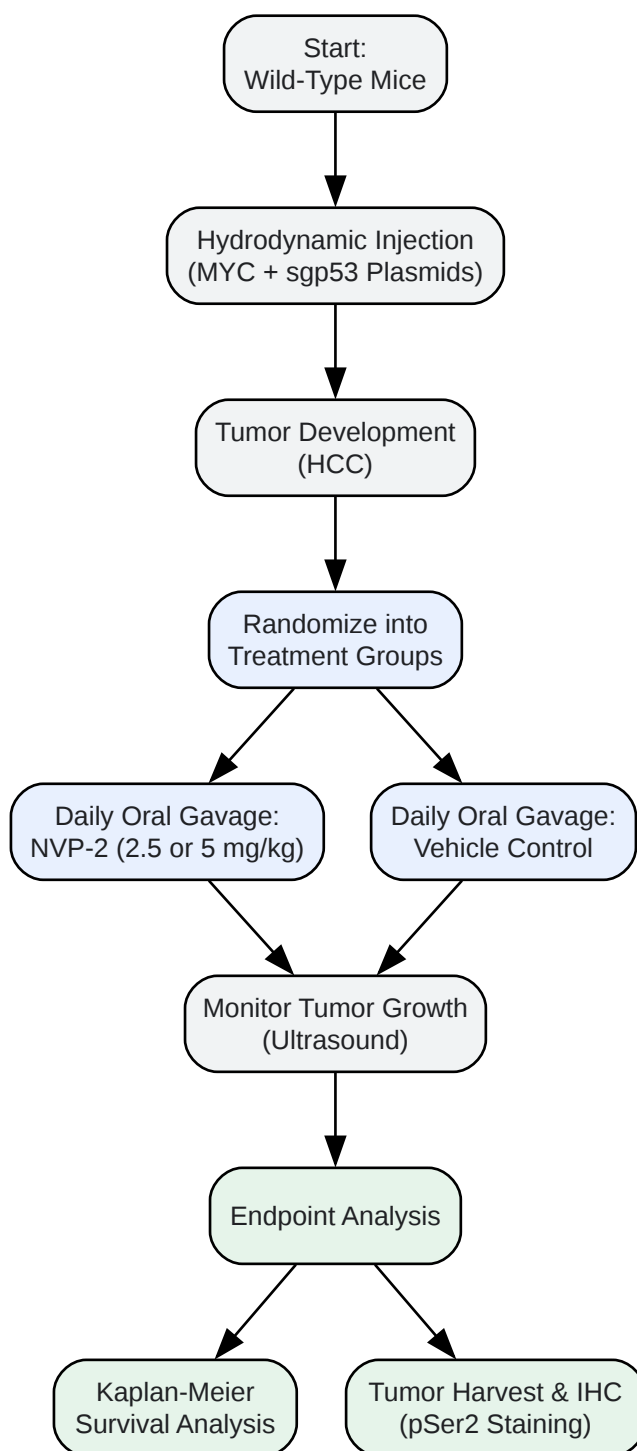 Start:
Wild-Type Mice
Hydrodynamic Injection
(MYC + sgp53 Plasmids)
Tumor Development
(HCC)
Randomize into
Treatment Groups
Daily Oral Gavage:
NVP-2 (2.5 or 5 mg/kg)
Daily Oral Gavage:
Vehicle Control
Monitor Tumor Growth
(Ultrasound)
Endpoint Analysis
Kaplan-Meier
Survival Analysis
Tumor Harvest & IHC
(pSer2 Staining)